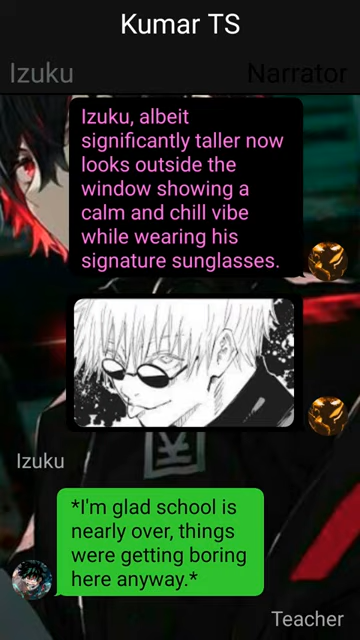 Kumar TS
Izuku
Narrator
Izuku, albeit
significantly taller now
looks outside the
window showing a
calm and chill vibe
while wearing his
signature sunglasses.
Izuku
*I'm glad school is
nearly over, things
were getting boring
here anyway.*
Teacher